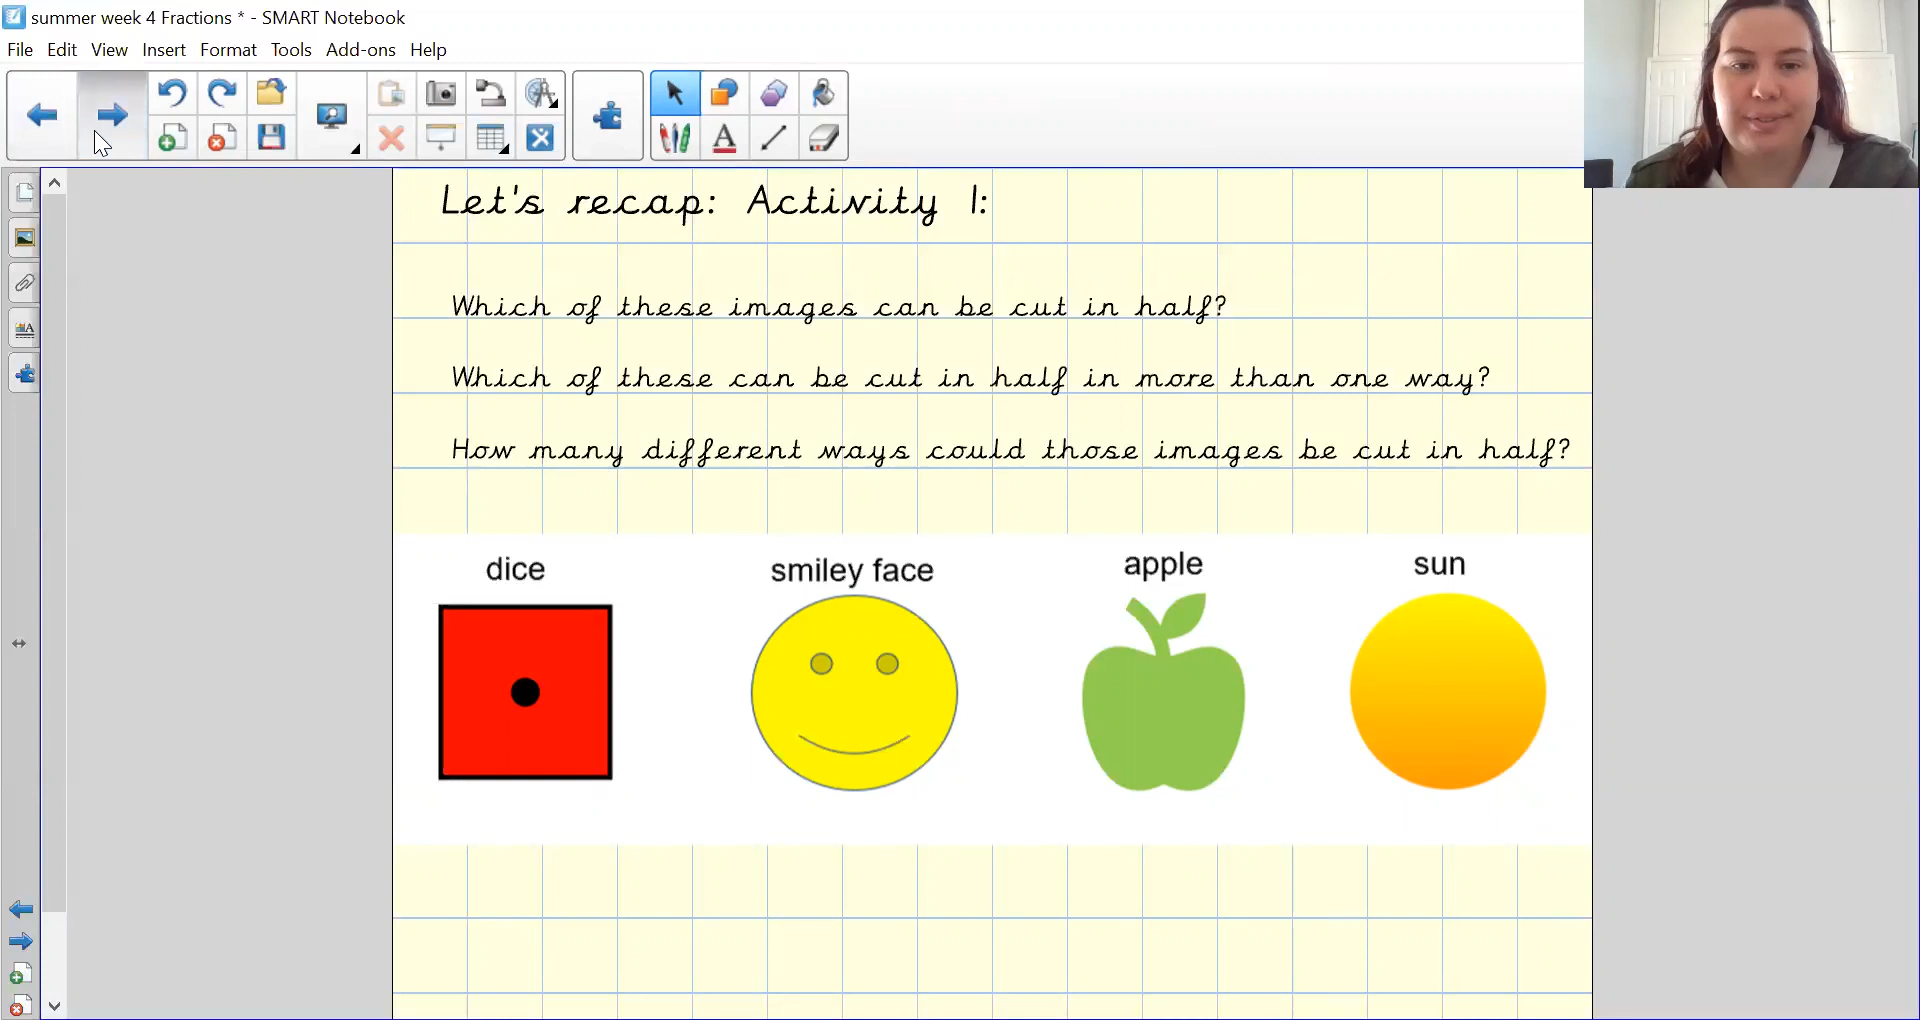 summer week 4 Fractions * - SMART Notebook
File Edit View Insert Format Tools Add-ons Help
Let's recap: Activity 1:
Which of these images can be cut in half?
Which of these can be cut in half in more than one way?
How many different ways could those images be cut in half?
dice smiley face apple sun